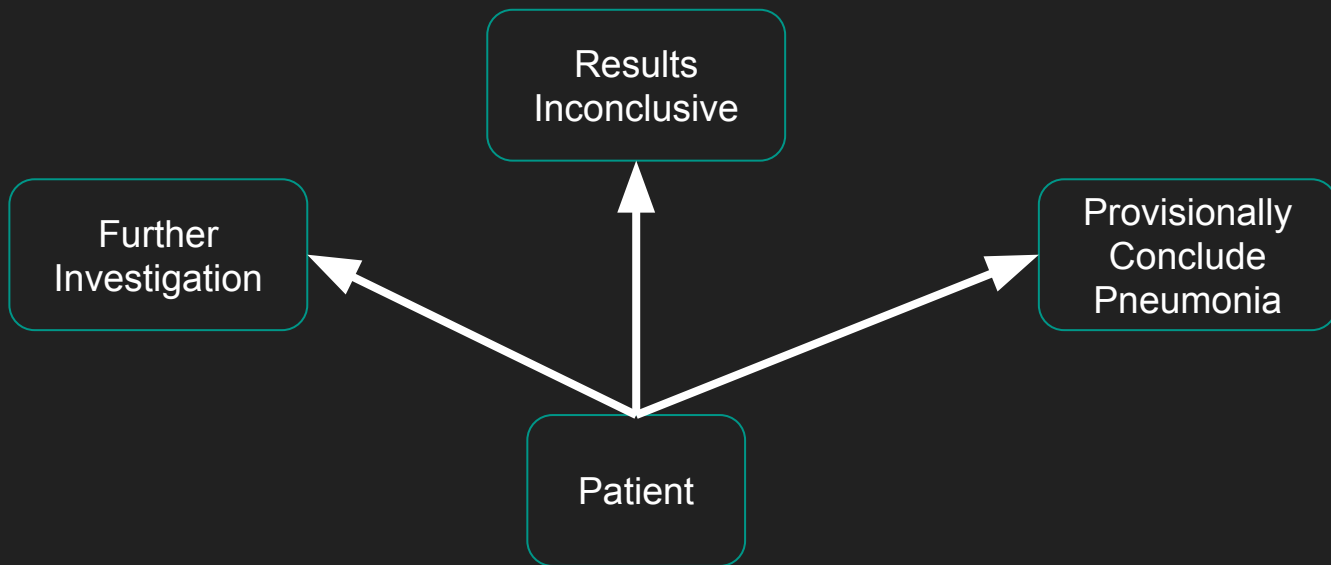 Results
Inconclusive
Further
Investigation
Provisionally
Conclude
Pneumonia
Patient